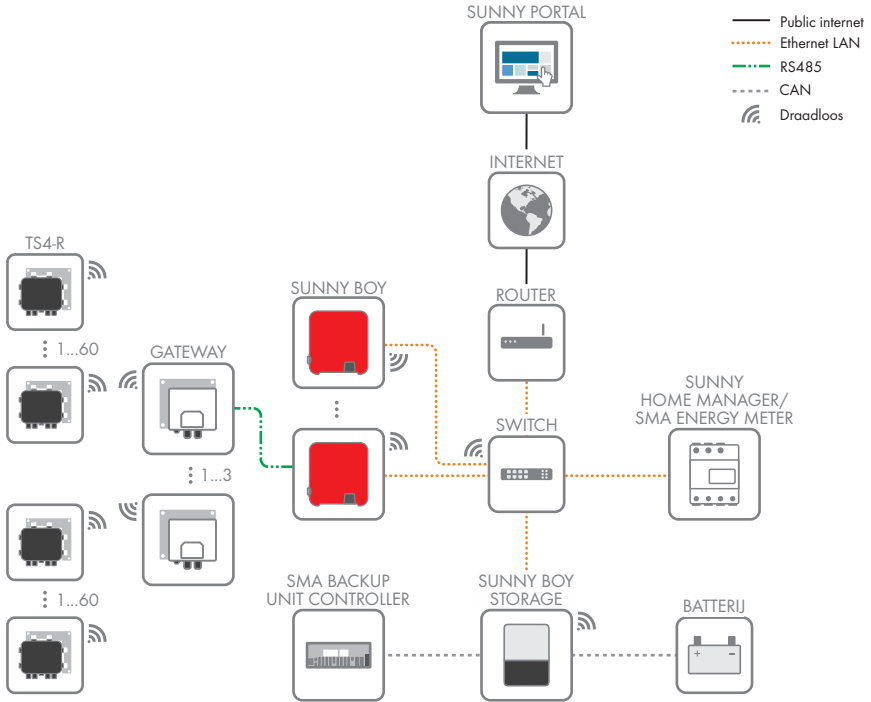 SUNNY PORTAL
Public internet
Ethernet LAN
RS485
CAN
Draadloos
INTERNET
TS4-R
SUNNY BOY
ROUTER
1...60
GATEWAY
SUNNY
HOME MANAGER/
SMA ENERGY METER
SWITCH
1...3
SMA BACKUP
UNIT CONTROLLER
SUNNY BOY
STORAGE
1...60
BATTERIJ
+ −